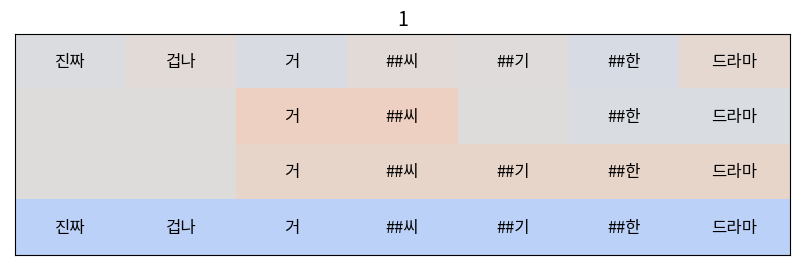 1
진짜 겁나 거 ##씨 ##기 ##한 드라마
거 ##씨 ##한 드라마
거 ##씨 ##기 ##한 드라마
진짜 겁나 거 ##씨 ##기 ##한 드라마